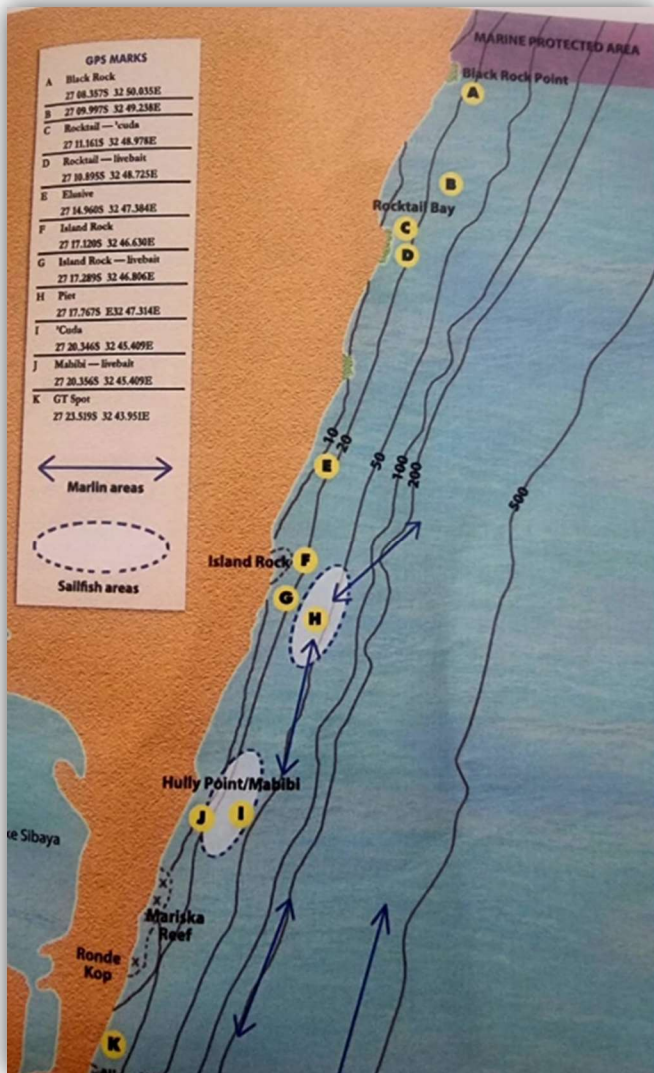 GPS MARKS
A Black Rock
27 08.357S 32 50.035E
B 27 09.997S 32 49.238E
C Rocktail — 'cuda
27 11.161S 32 48.978E
D Rocktail — livebait
27 10.895S 32 48.725E
E Elusive
27 14.960S 32 47.384E
F Island Rock
27 17.120S 32 46.630E
G Island Rock — livebait
27 17.289S 32 46.806E
H Piet
27 17.767S E32 47.314E
I 'Cuda
27 20.346S 32 45.409E
J Mabibi — livebait
27 20.356S 32 45.409E
K GT Spot
27 23.519S 32 43.951E
Marlin areas
Sailfish areas
MARINE PROTECTED AREA
Black Rock Point
A
B
Rocktail Bay
C
D
10
20
50
100
200
500
E
Island Rock
F
G
H
Hully Point/Mabibi
J
I
ke Sibaya
Mariska
Reef
Ronde
Kop
x
x
x
K